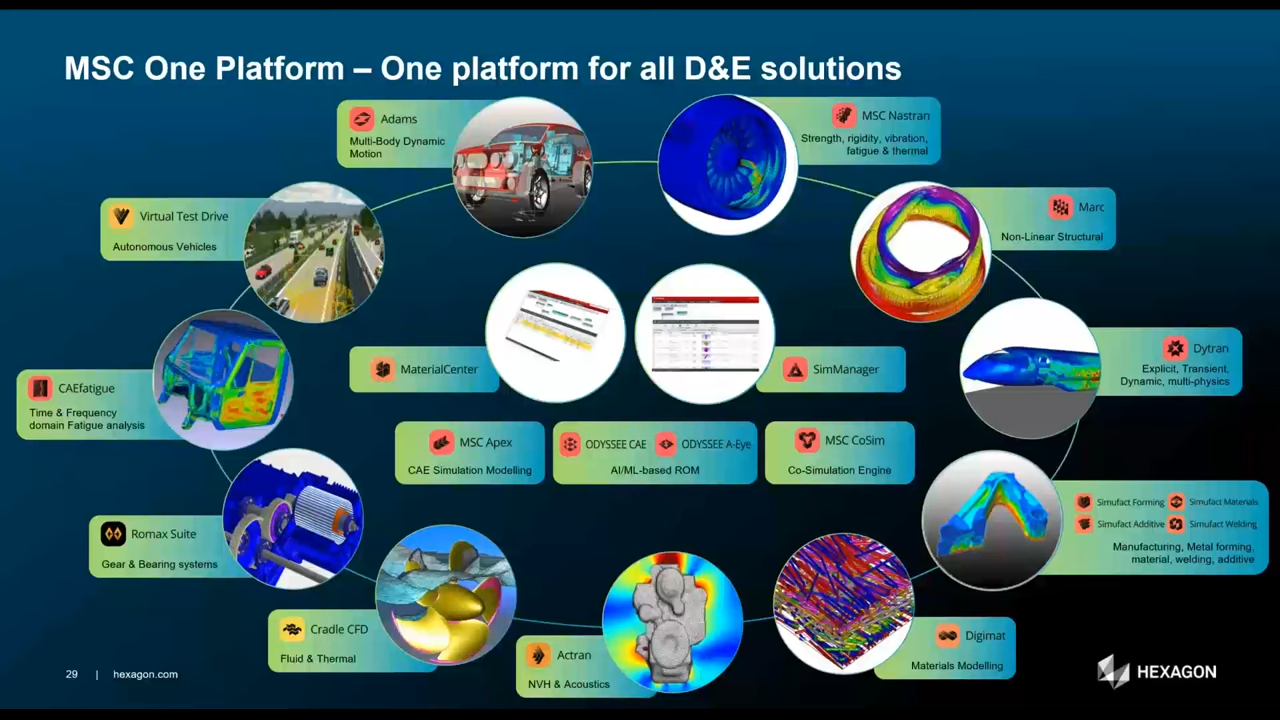 MSC One Platform – One platform for all D&E solutions
Adams
Multi-Body Dynamic
Motion
MSC Nastran
Strength, rigidity, vibration,
fatigue & thermal
Virtual Test Drive
Autonomous Vehicles
Marc
Non-Linear Structural
MaterialCenter
SimManager
Dytran
Explicit, Transient,
Dynamic, multi-physics
CAEfatigue
Time & Frequency
domain Fatigue analysis
MSC Apex
CAE Simulation Modelling
ODYSSEE CAE
ODYSSEE A-Eye
AI/ML-based ROM
MSC CoSim
Co-Simulation Engine
Simufact Forming
Simufact Materials
Simufact Additive
Simufact Welding
Manufacturing, Metal forming,
material, welding, additive
Romax Suite
Gear & Bearing systems
Cradle CFD
Fluid & Thermal
Actran
NVH & Acoustics
Digimat
Materials Modelling
29 | hexagon.com
HEXAGON